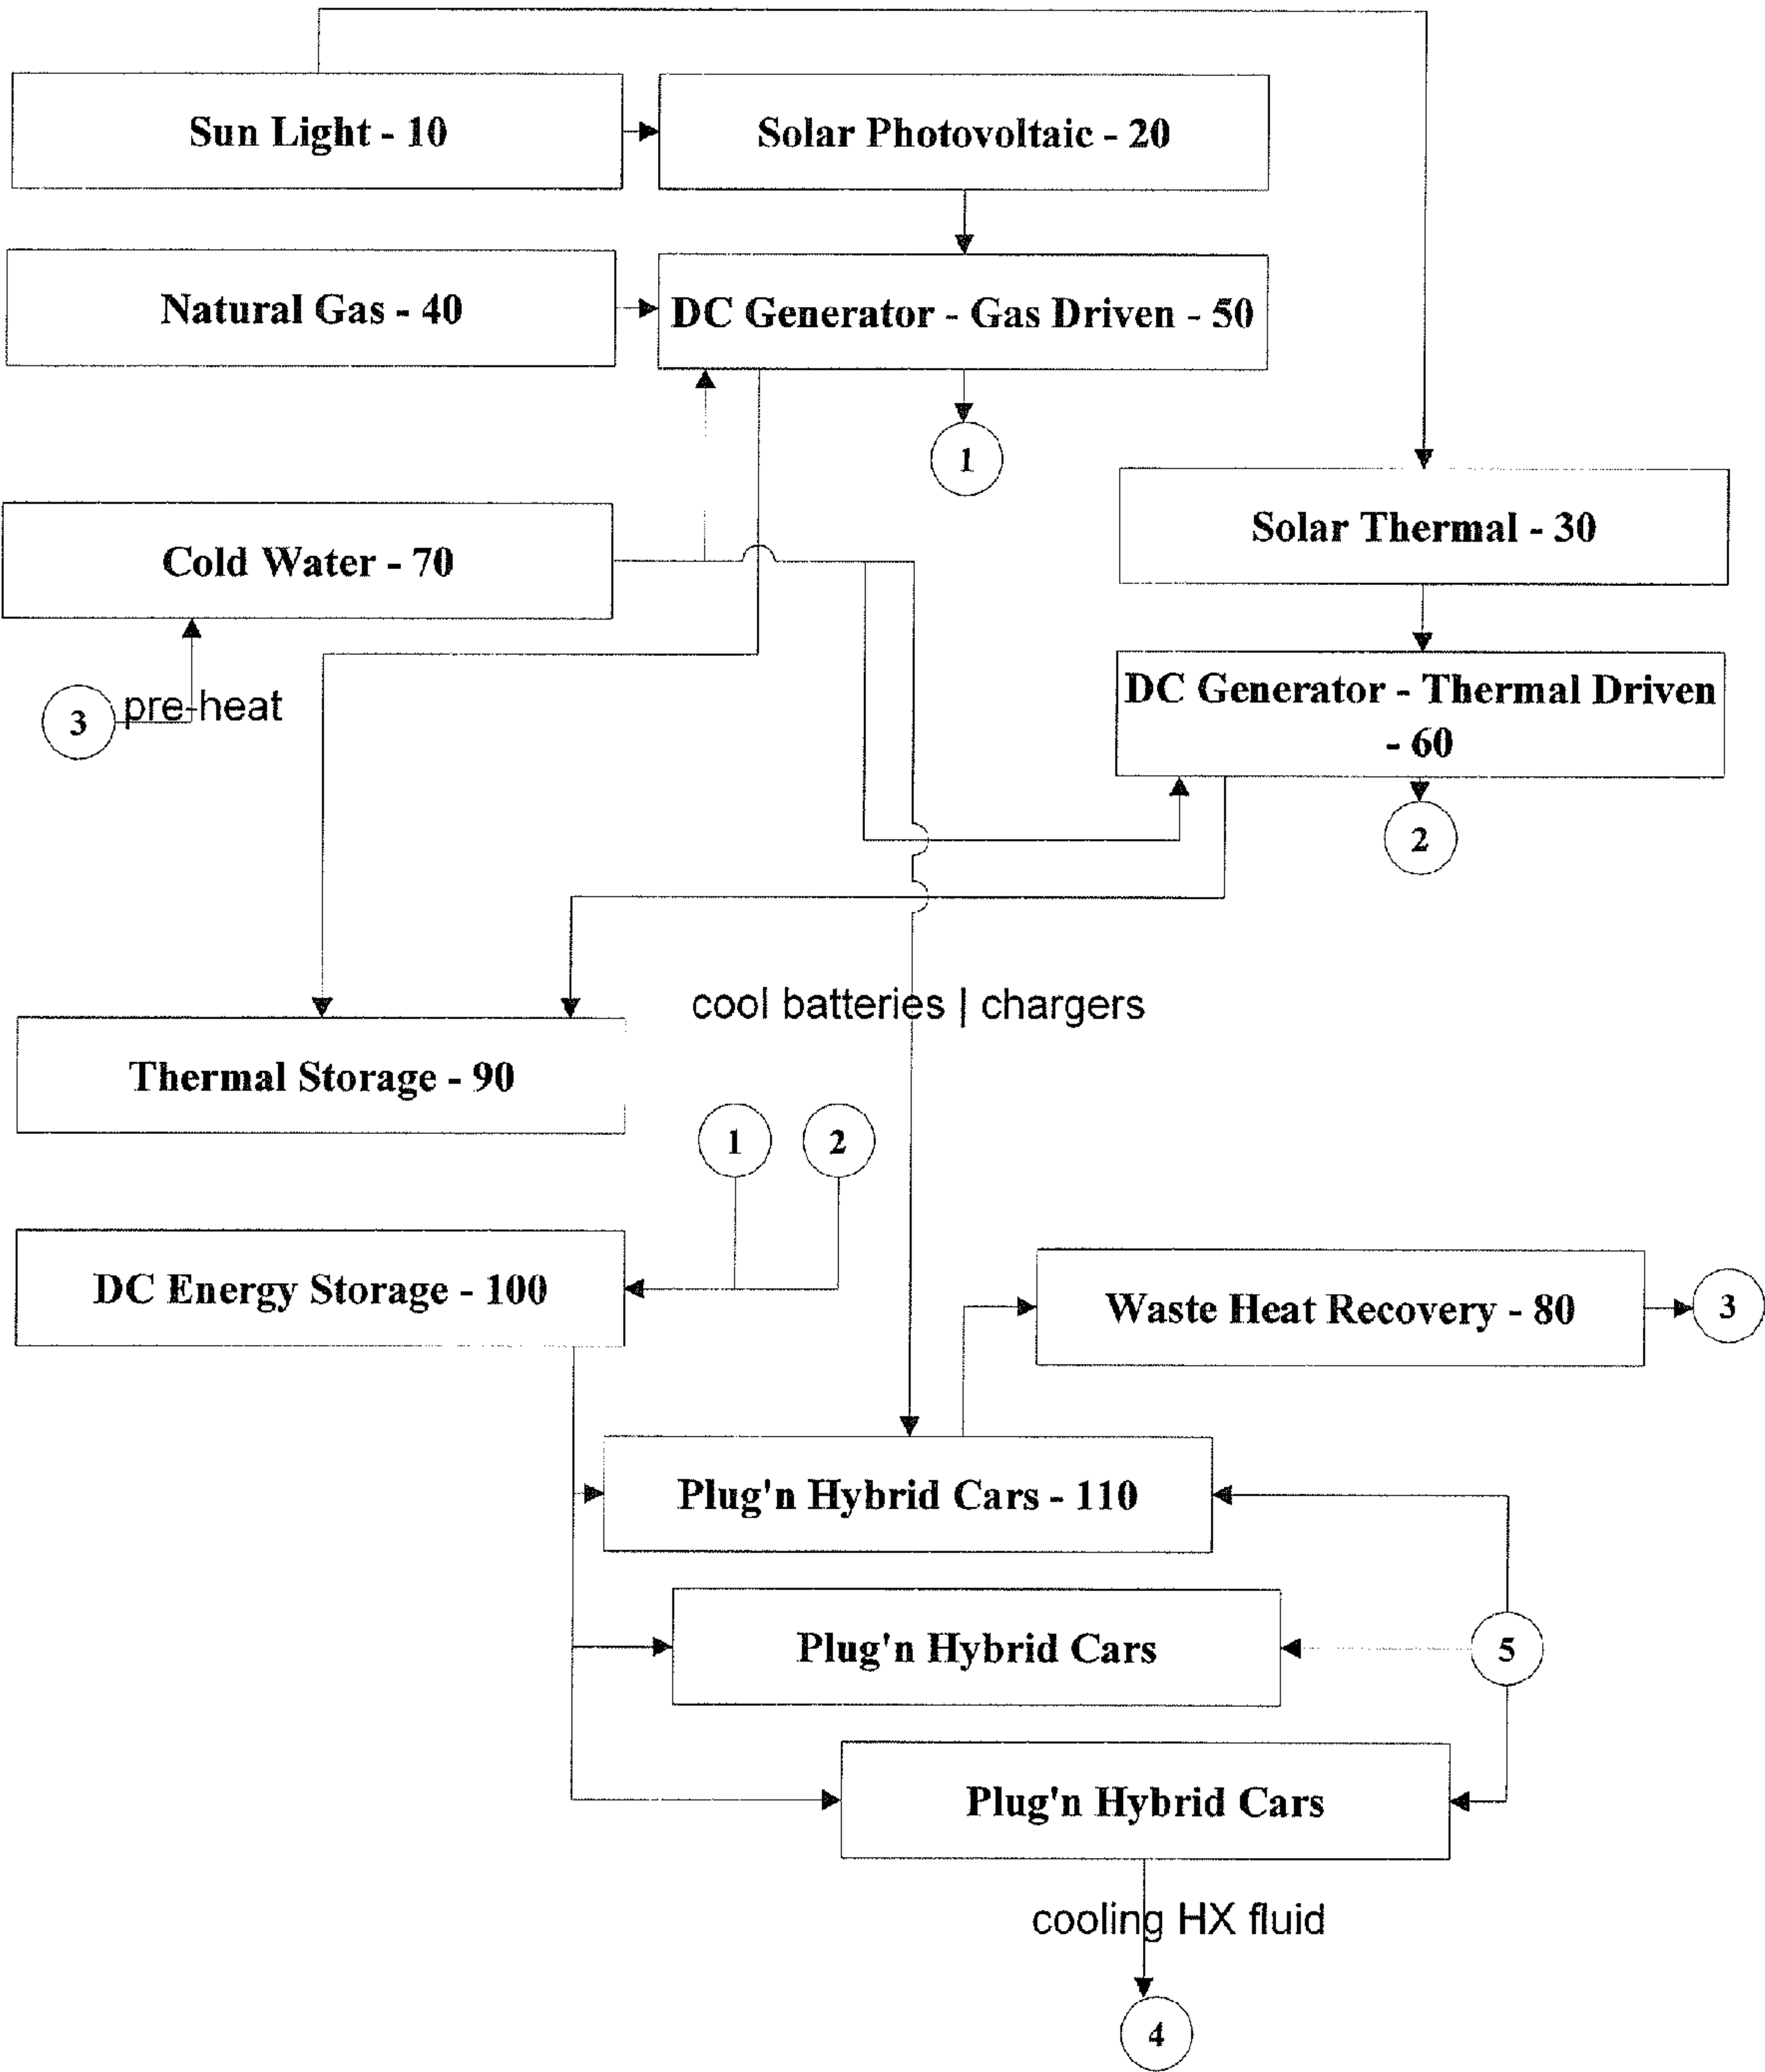 Sun Light - 10
Solar Photovoltaic - 20
Natural Gas - 40
DC Generator - Gas Driven - 50
1
Cold Water - 70
Solar Thermal - 30
3
pre-heat
DC Generator - Thermal Driven
- 60
2
cool batteries | chargers
Thermal Storage - 90
1
2
DC Energy Storage - 100
Waste Heat Recovery - 80
3
Plug'n Hybrid Cars - 110
Plug'n Hybrid Cars
5
Plug'n Hybrid Cars
cooling HX fluid
4